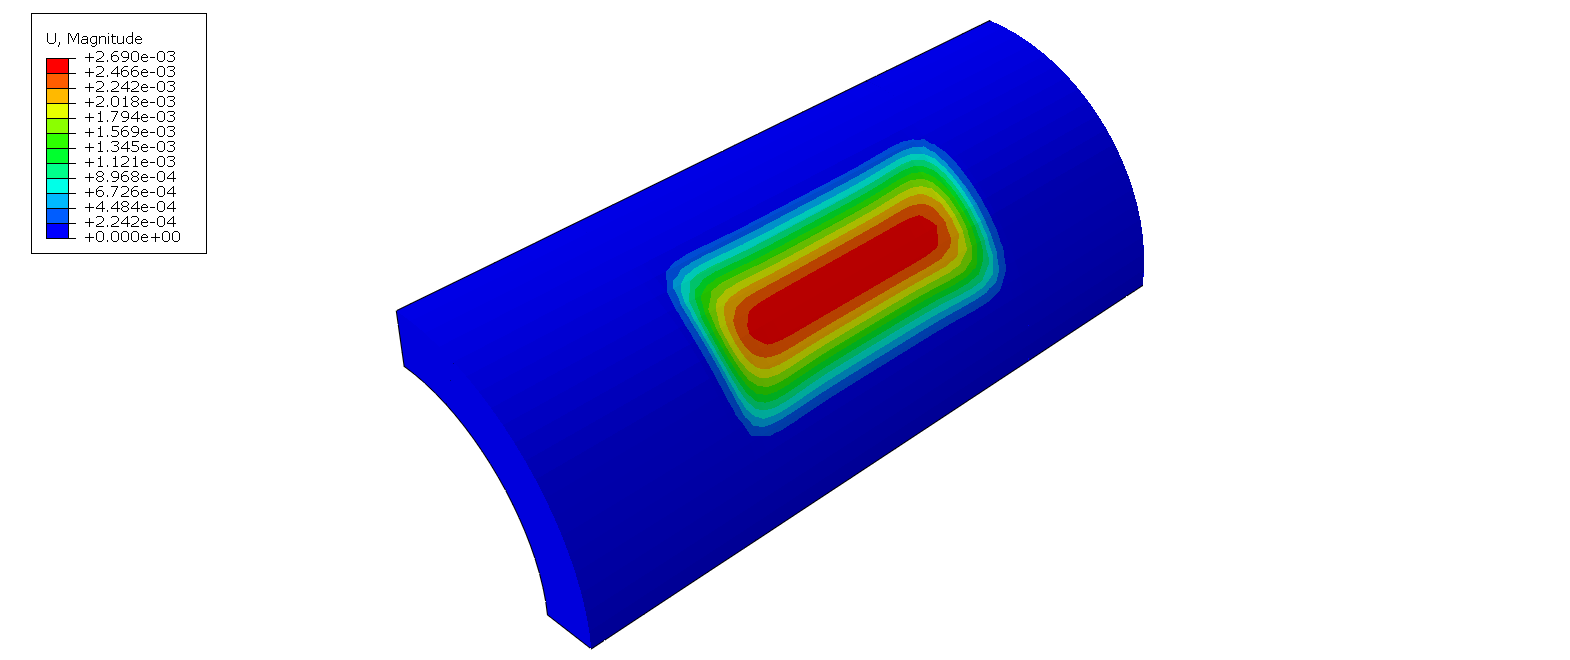 U, Magnitude
+2.690e-03
+2.466e-03
+2.242e-03
+2.018e-03
+1.794e-03
+1.569e-03
+1.345e-03
+1.121e-03
+8.968e-04
+6.726e-04
+4.484e-04
+2.242e-04
+0.000e+00